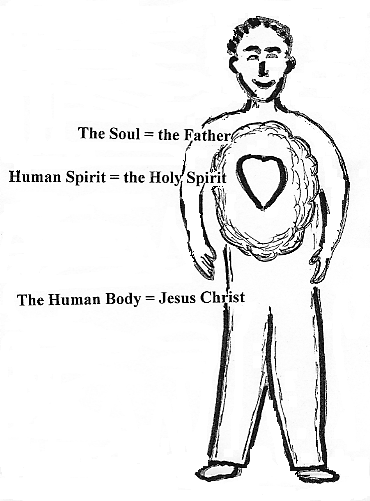 The Soul = the Father
Human Spirit = the Holy Spirit
The Human Body = Jesus Christ